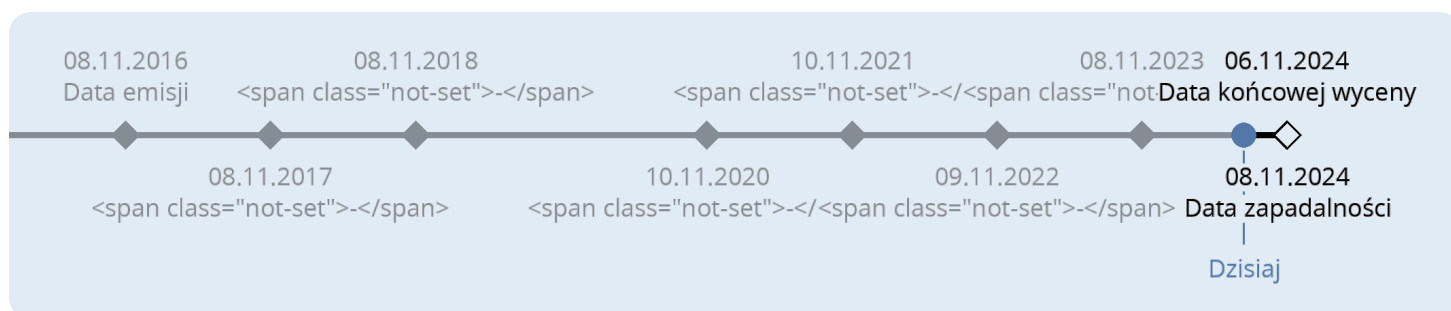 08.11.2016
Data emisji
08.11.2018
<span class="not-set">-</span>
10.11.2021
<span class="not-set">-</
08.11.2023
<span class="not-
06.11.2024
Data końcowej wyceny
08.11.2017
<span class="not-set">-</span>
10.11.2020
<span class="not-set">-</
09.11.2022
<span class="not-set">-</span>
08.11.2024
Data zapadalności
Dzisiaj